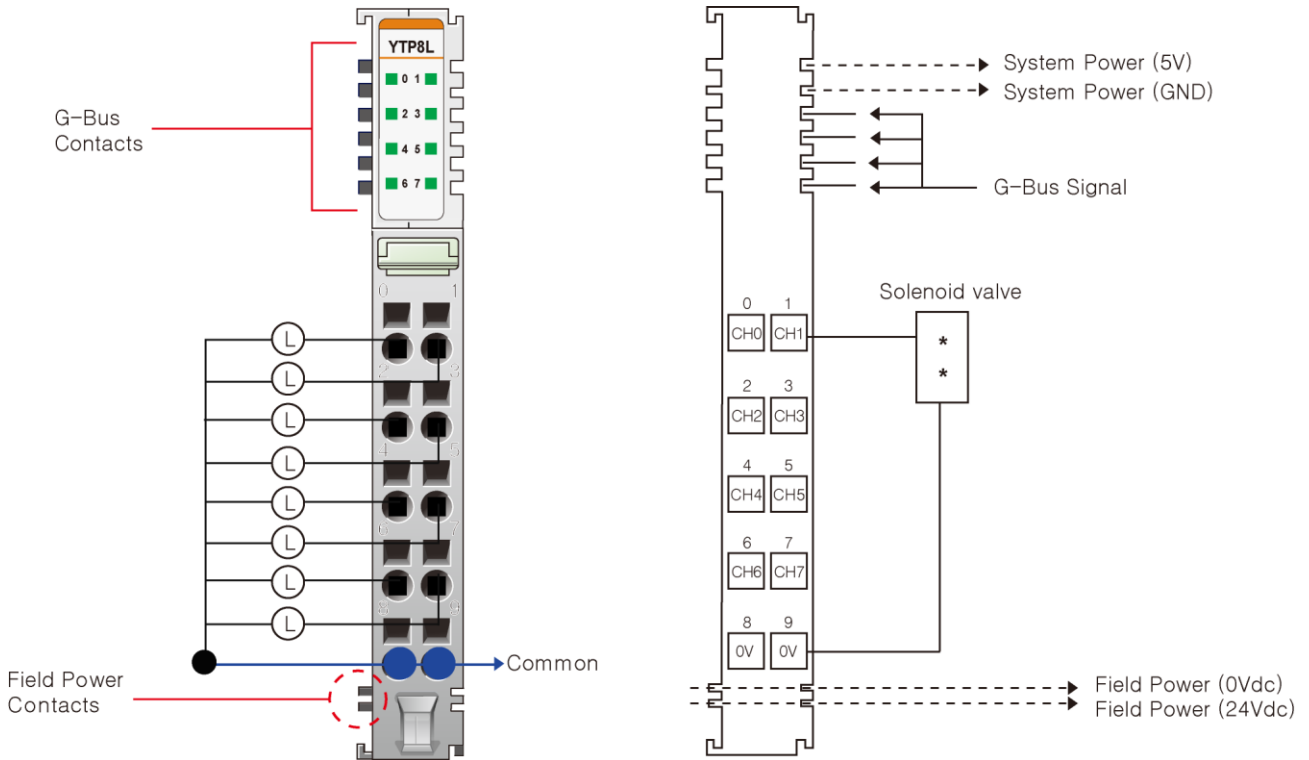 YTP8L
0 1
2 3
4 5
6 7
G-Bus
Contacts
0 1
2 3
4 5
6 7
8 9
L
L
L
L
L
L
L
L
Common
Field Power
Contacts
System Power (5V)
System Power (GND)
G-Bus Signal
Solenoid valve
*
*
0 1
CH0 CH1
2 3
CH2 CH3
4 5
CH4 CH5
6 7
CH6 CH7
8 9
0V 0V
Field Power (0Vdc)
Field Power (24Vdc)